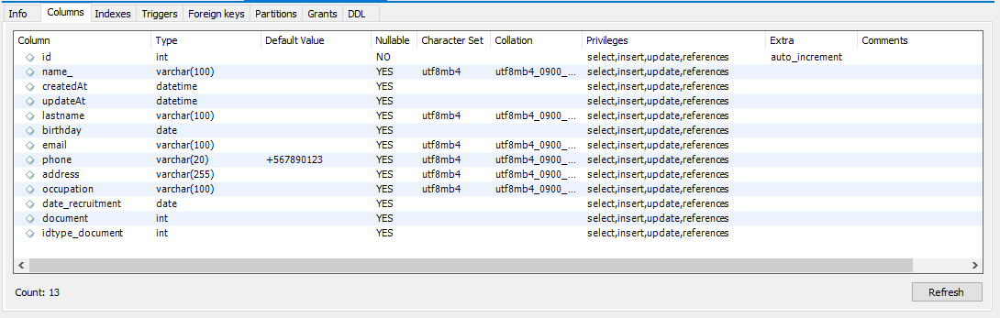 Info Columns Indexes Triggers Foreign keys Partitions Grants DDL
Column Type Default Value Nullable Character Set Collation Privileges Extra Comments
id int NO select,insert,update,references auto_increment
name_ varchar(100) YES utf8mb4 utf8mb4_0900_... select,insert,update,references
createdAt datetime YES select,insert,update,references
updateAt datetime YES select,insert,update,references
lastname varchar(100) YES utf8mb4 utf8mb4_0900_... select,insert,update,references
birthday date YES select,insert,update,references
email varchar(100) YES utf8mb4 utf8mb4_0900_... select,insert,update,references
phone varchar(20) +567890123 YES utf8mb4 utf8mb4_0900_... select,insert,update,references
address varchar(255) YES utf8mb4 utf8mb4_0900_... select,insert,update,references
occupation varchar(100) YES utf8mb4 utf8mb4_0900_... select,insert,update,references
date_recruitment date YES select,insert,update,references
document int YES select,insert,update,references
idtype_document int YES select,insert,update,references
Count: 13 Refresh